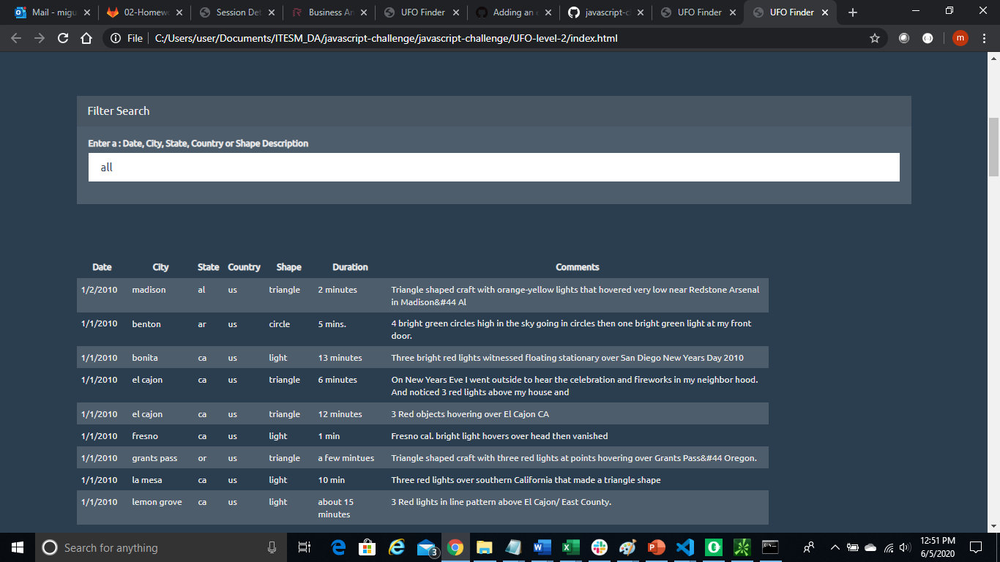 Mail - migu
02-Homewo
Session Det
Business An
UFO Finder
Adding an e
javascript-cl
UFO Finder
UFO Finder
File C:/Users/user/Documents/ITESM_DA/javascript-challenge/javascript-challenge/UFO-level-2/index.html
m
Filter Search
Enter a : Date, City, State, Country or Shape Description
all
Date City State Country Shape Duration Comments
1/2/2010 madison al us triangle 2 minutes Triangle shaped craft with orange-yellow lights that hovered very low near Redstone Arsenal
in Madison&#44 Al
1/1/2010 benton ar us circle 5 mins. 4 bright green circles high in the sky going in circles then one bright green light at my front
door.
1/1/2010 bonita ca us light 13 minutes Three bright red lights witnessed floating stationary over San Diego New Years Day 2010
1/1/2010 el cajon ca us triangle 6 minutes On New Years Eve I went outside to hear the celebration and fireworks in my neighbor hood.
And noticed 3 red lights above my house and
1/1/2010 el cajon ca us triangle 12 minutes 3 Red objects hovering over El Cajon CA
1/1/2010 fresno ca us light 1 min Fresno cal. bright light hovers over head then vanished
1/1/2010 grants pass or us triangle a few mintues Triangle shaped craft with three red lights at points hovering over Grants Pass&#44 Oregon.
1/1/2010 la mesa ca us light 10 min Three red lights over southern California that made a triangle shape
1/1/2010 lemon grove ca us light about 15 3 Red lights in line pattern above El Cajon/ East County.
minutes
Search for anything
3
12:51 PM
6/5/2020